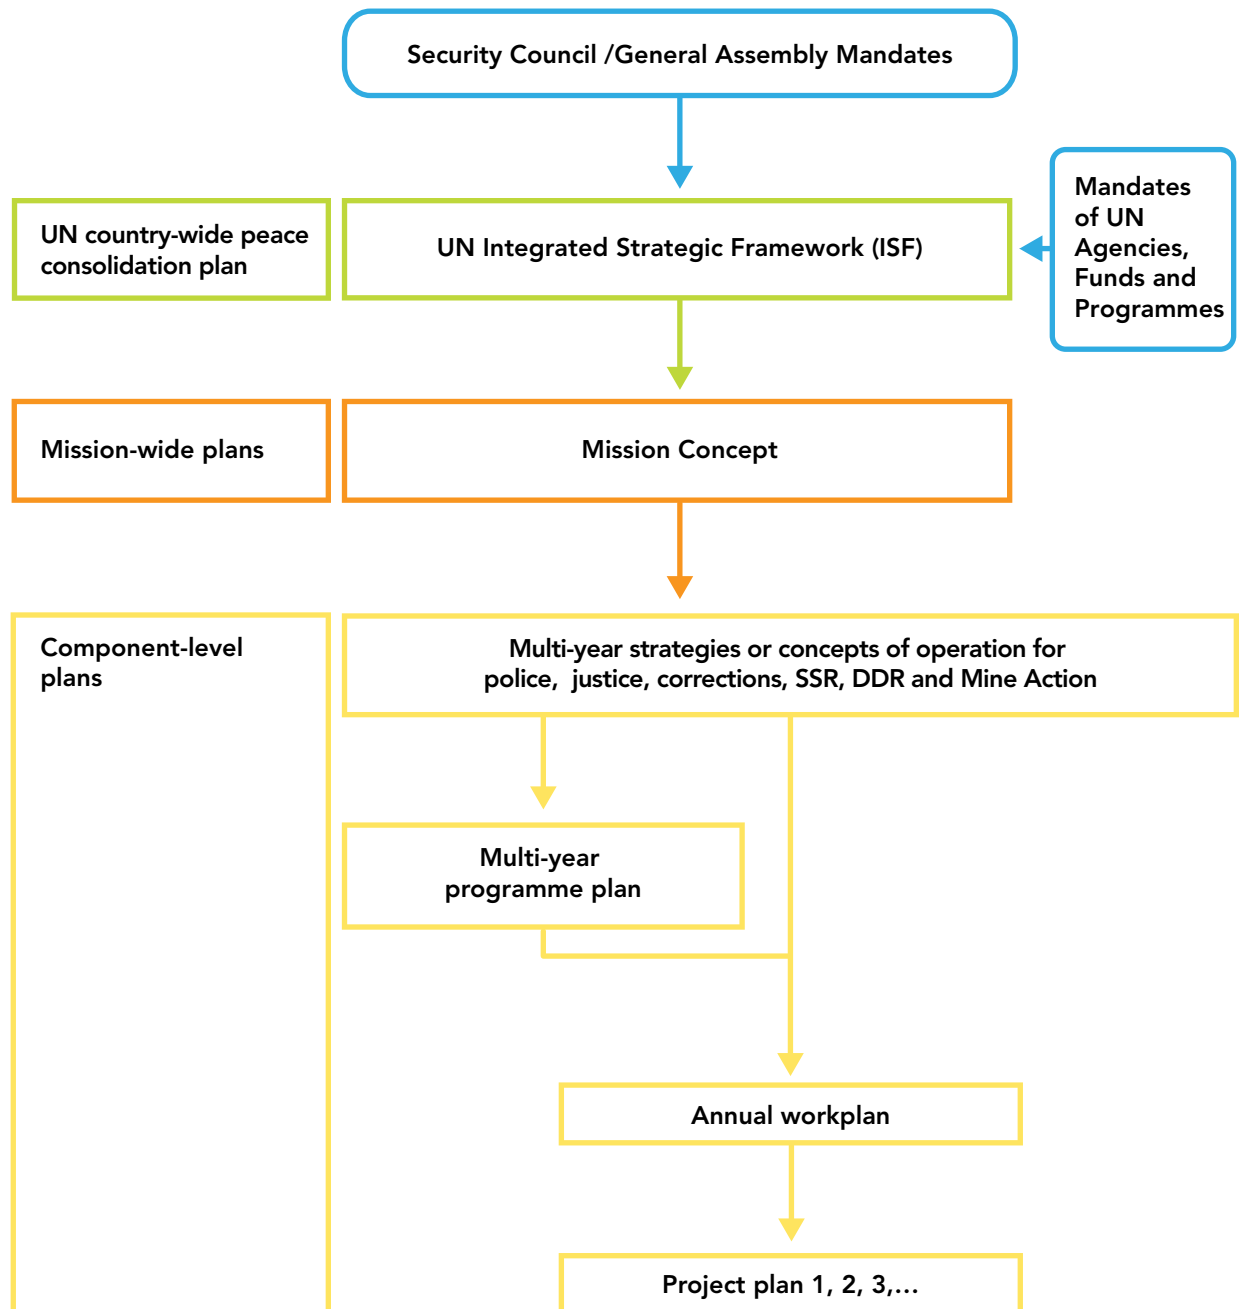 Security Council /General Assembly Mandates
Mandates
of UN
Agencies,
Funds and
Programmes
UN country-wide peace
consolidation plan
UN Integrated Strategic Framework (ISF)
Mission-wide plans
Mission Concept
Component-level
plans
Multi-year strategies or concepts of operation for
police, justice, corrections, SSR, DDR and Mine Action
Multi-year
programme plan
Annual workplan
Project plan 1, 2, 3,…